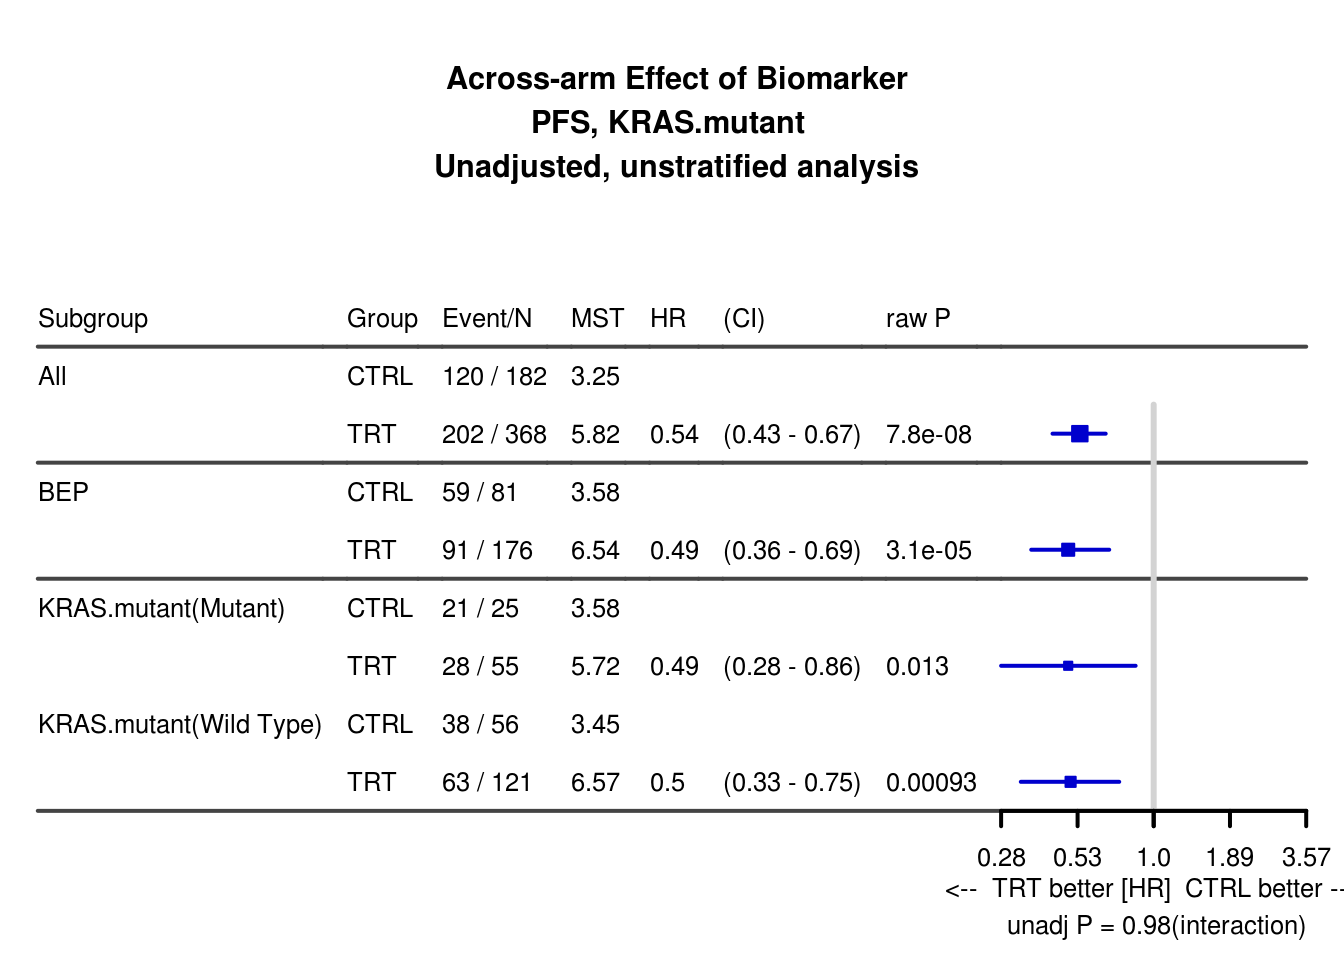 Across-arm Effect of Biomarker
PFS, KRAS.mutant
Unadjusted, unstratified analysis
Subgroup Group Event/N MST HR (CI) raw P
All CTRL 120 / 182 3.25
TRT 202 / 368 5.82 0.54 (0.43 - 0.67) 7.8e-08
BEP CTRL 59 / 81 3.58
TRT 91 / 176 6.54 0.49 (0.36 - 0.69) 3.1e-05
KRAS.mutant(Mutant) CTRL 21 / 25 3.58
TRT 28 / 55 5.72 0.49 (0.28 - 0.86) 0.013
KRAS.mutant(Wild Type) CTRL 38 / 56 3.45
TRT 63 / 121 6.57 0.5 (0.33 - 0.75) 0.00093
0.28 0.53 1.0 1.89 3.57
<-- TRT better [HR] CTRL better --
unadj P = 0.98(interaction)